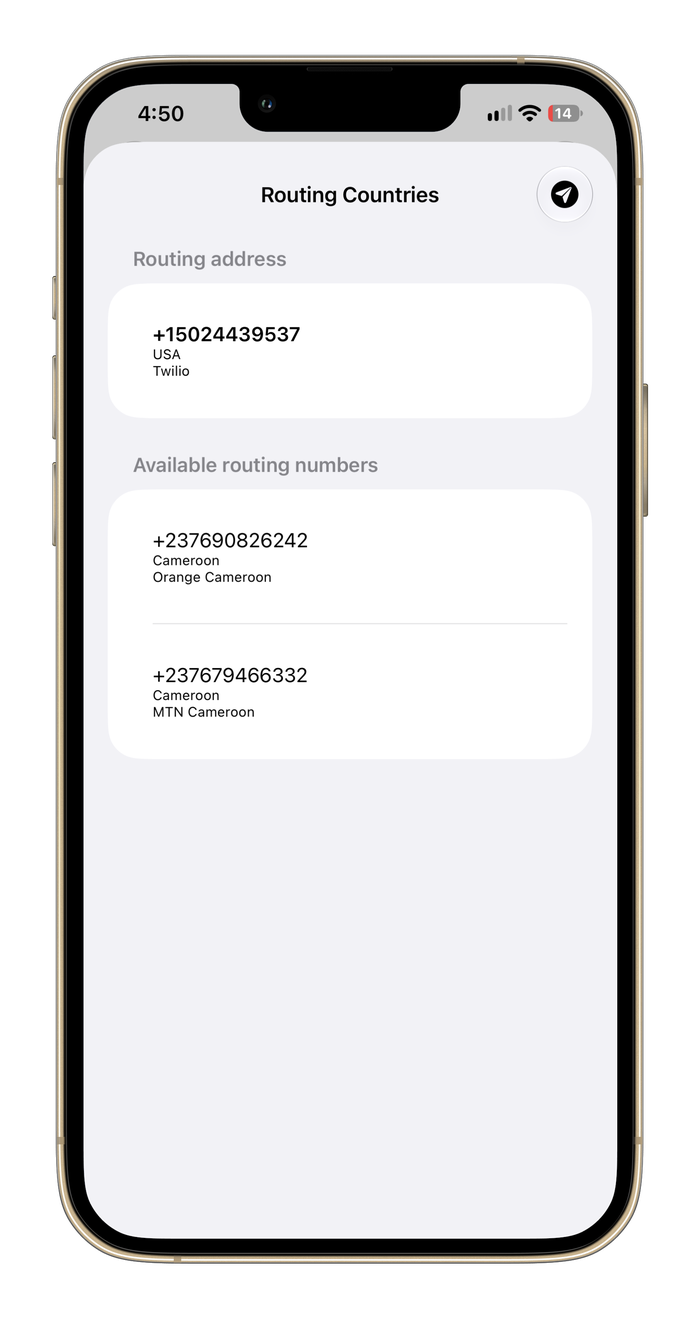 4:50
14
Routing Countries
Routing address
+15024439537
USA
Twilio
Available routing numbers
+237690826242
Cameroon
Orange Cameroon
+237679466332
Cameroon
MTN Cameroon